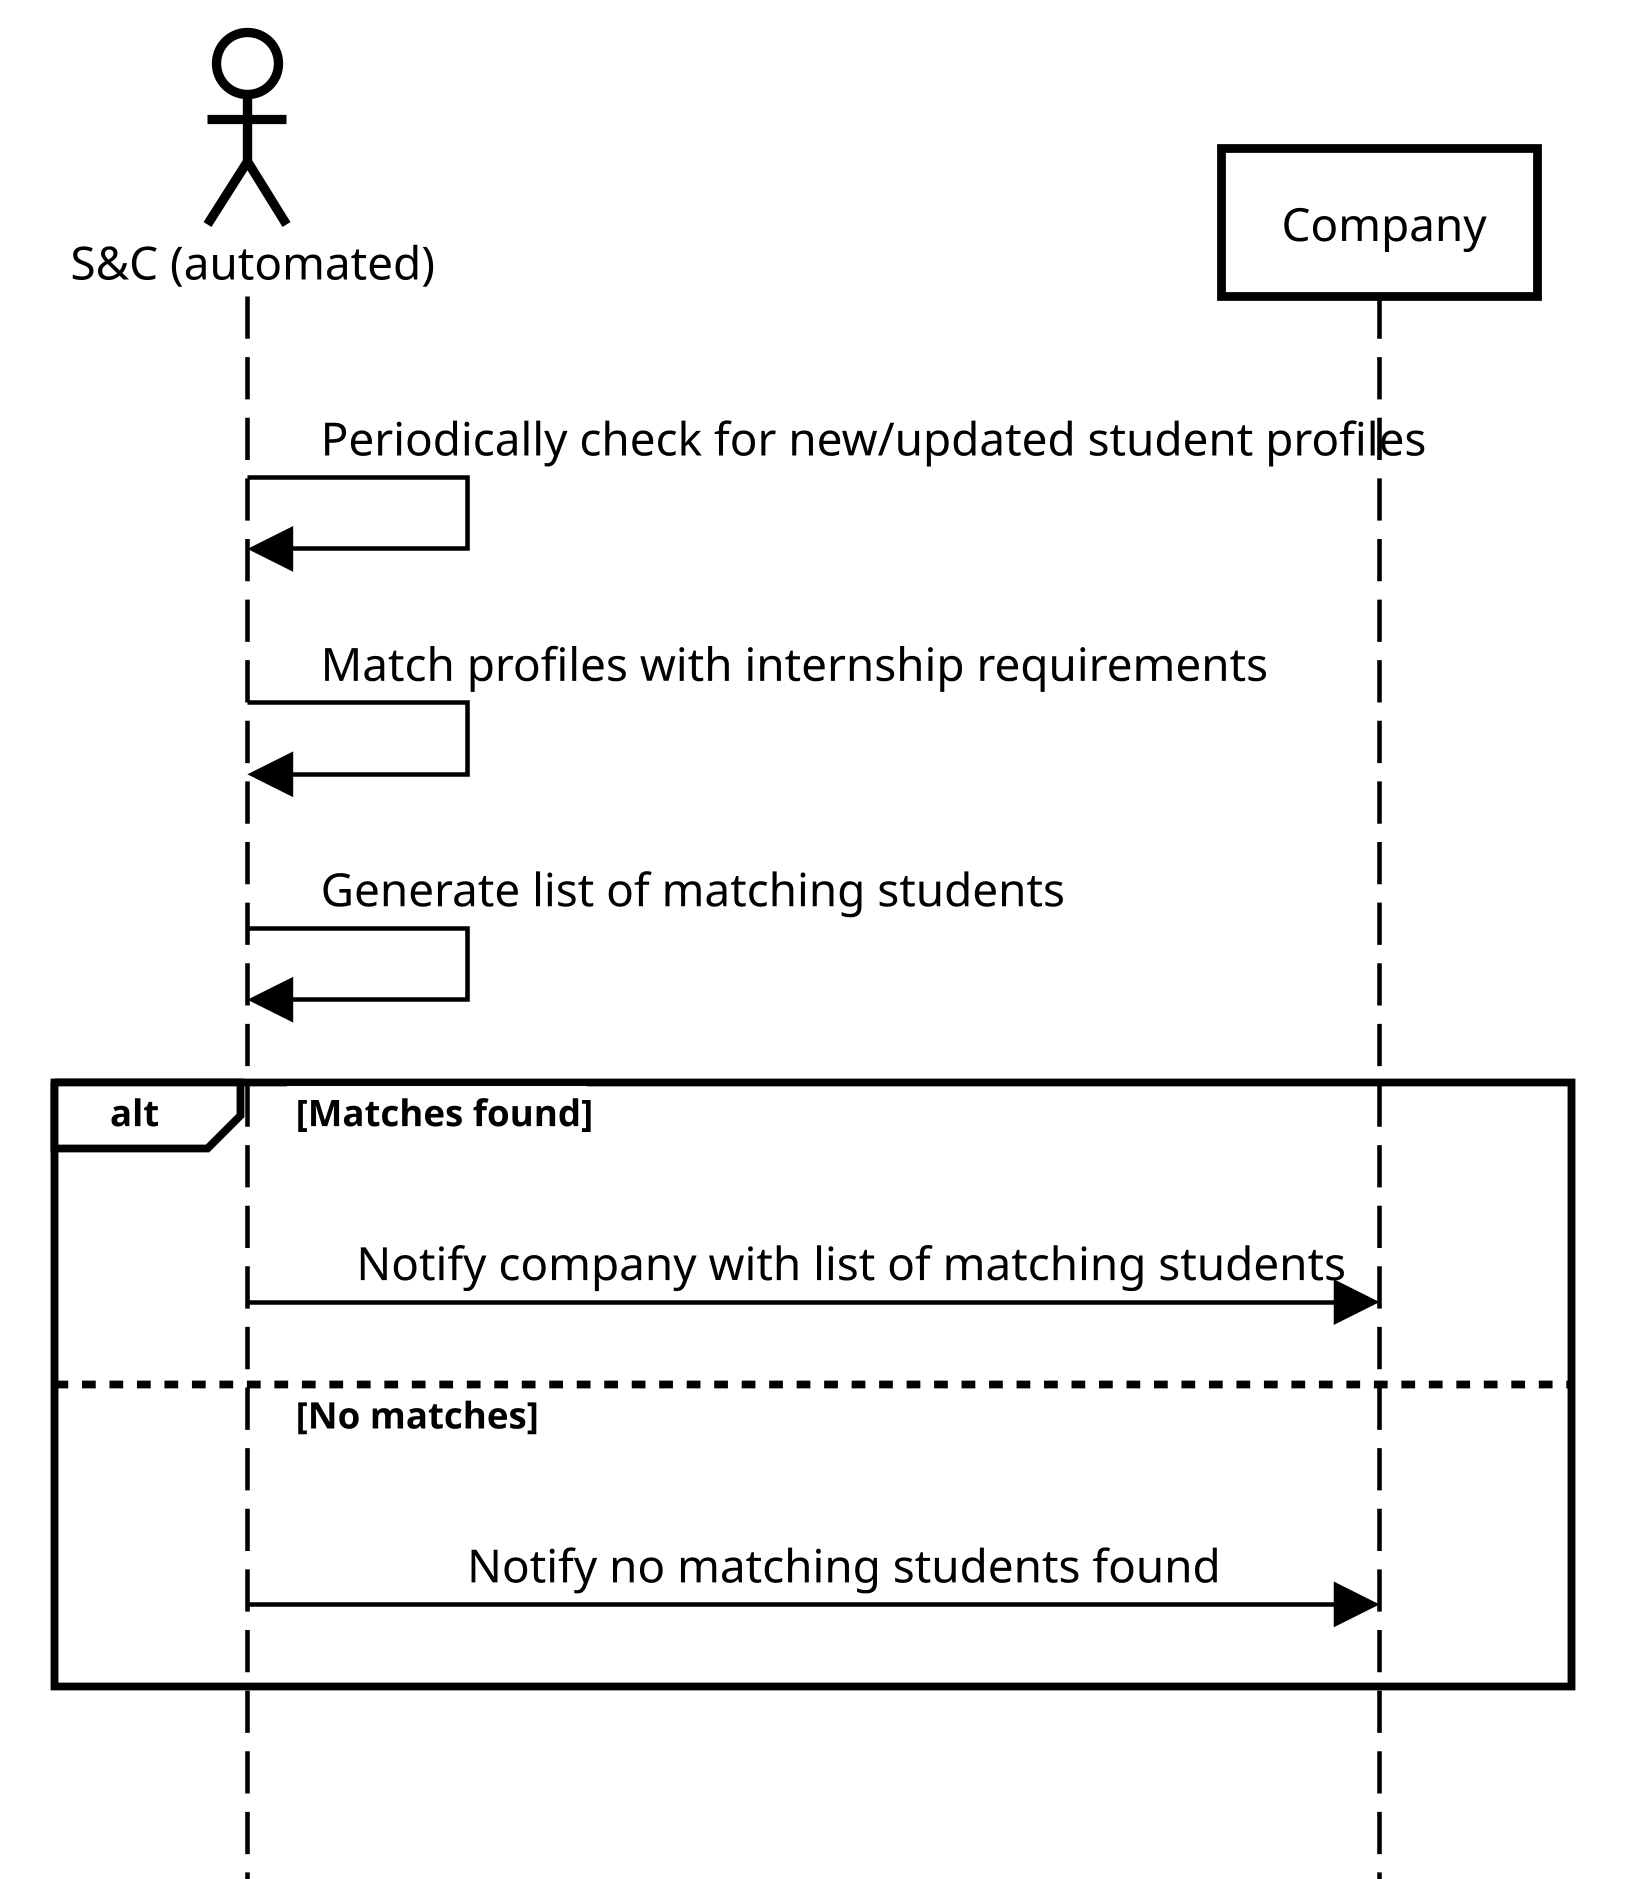 S&C (automated)
Company
Periodically check for new/updated student profiles
Match profiles with internship requirements
Generate list of matching students
alt
[Matches found]
Notify company with list of matching students
[No matches]
Notify no matching students found